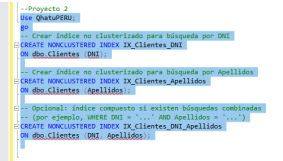 --Proyecto 2
Use QhatuPERU;
go
-- Crear índice no clusterizado para búsqueda por DNI
CREATE NONCLUSTERED INDEX IX_Clientes_DNI
ON dbo.Clientes (DNI);
-- Crear índice no clusterizado para búsqueda por Apellidos
CREATE NONCLUSTERED INDEX IX_Clientes_Apellidos
ON dbo.Clientes (Apellidos);
-- Opcional: índice compuesto si existen búsquedas combinadas
-- (por ejemplo, WHERE DNI = '...' AND Apellidos = '...')
CREATE NONCLUSTERED INDEX IX_Clientes_DNI_Apellidos
ON dbo.Clientes (DNI, Apellidos);